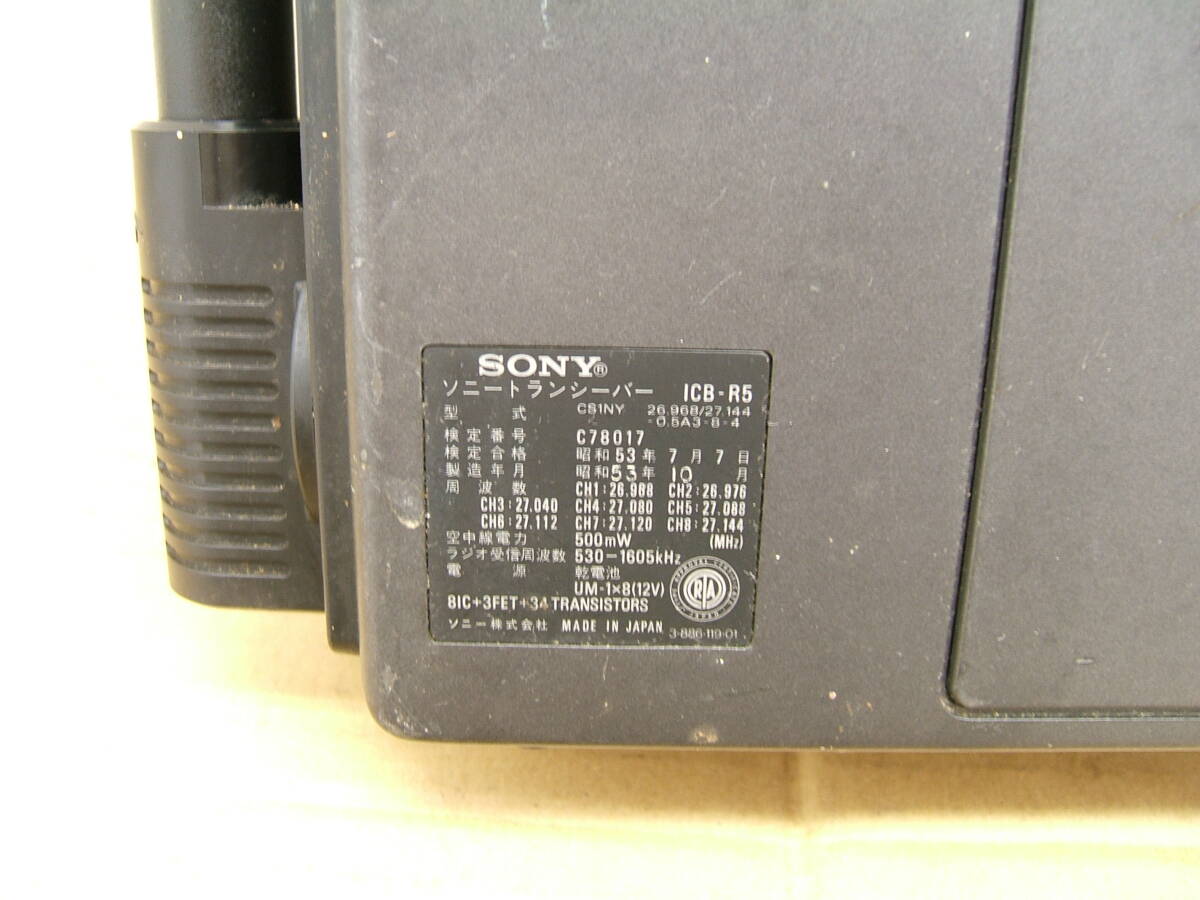 SONY®
ソニートランシーバー ICB-R5
型式 CS1NY 26.968/27.144
0.5A3-8-4
検定番号 C78017
検定合格 昭和53年 7月 7日
製造年月 昭和53年 10月
周波数 CH1:26.968 CH2:26.976
CH3:27.040 CH4:27.080 CH5:27.088
CH6:27.112 CH7:27.120 CH8:27.144
空中線電力 500mW (MHz)
ラジオ受信周波数 530-1605kHz
電源 乾電池
UM-1×8(12V)
8IC+3FET+34TRANSISTORS
ソニー株式会社 MADE IN JAPAN 3-886-119-01